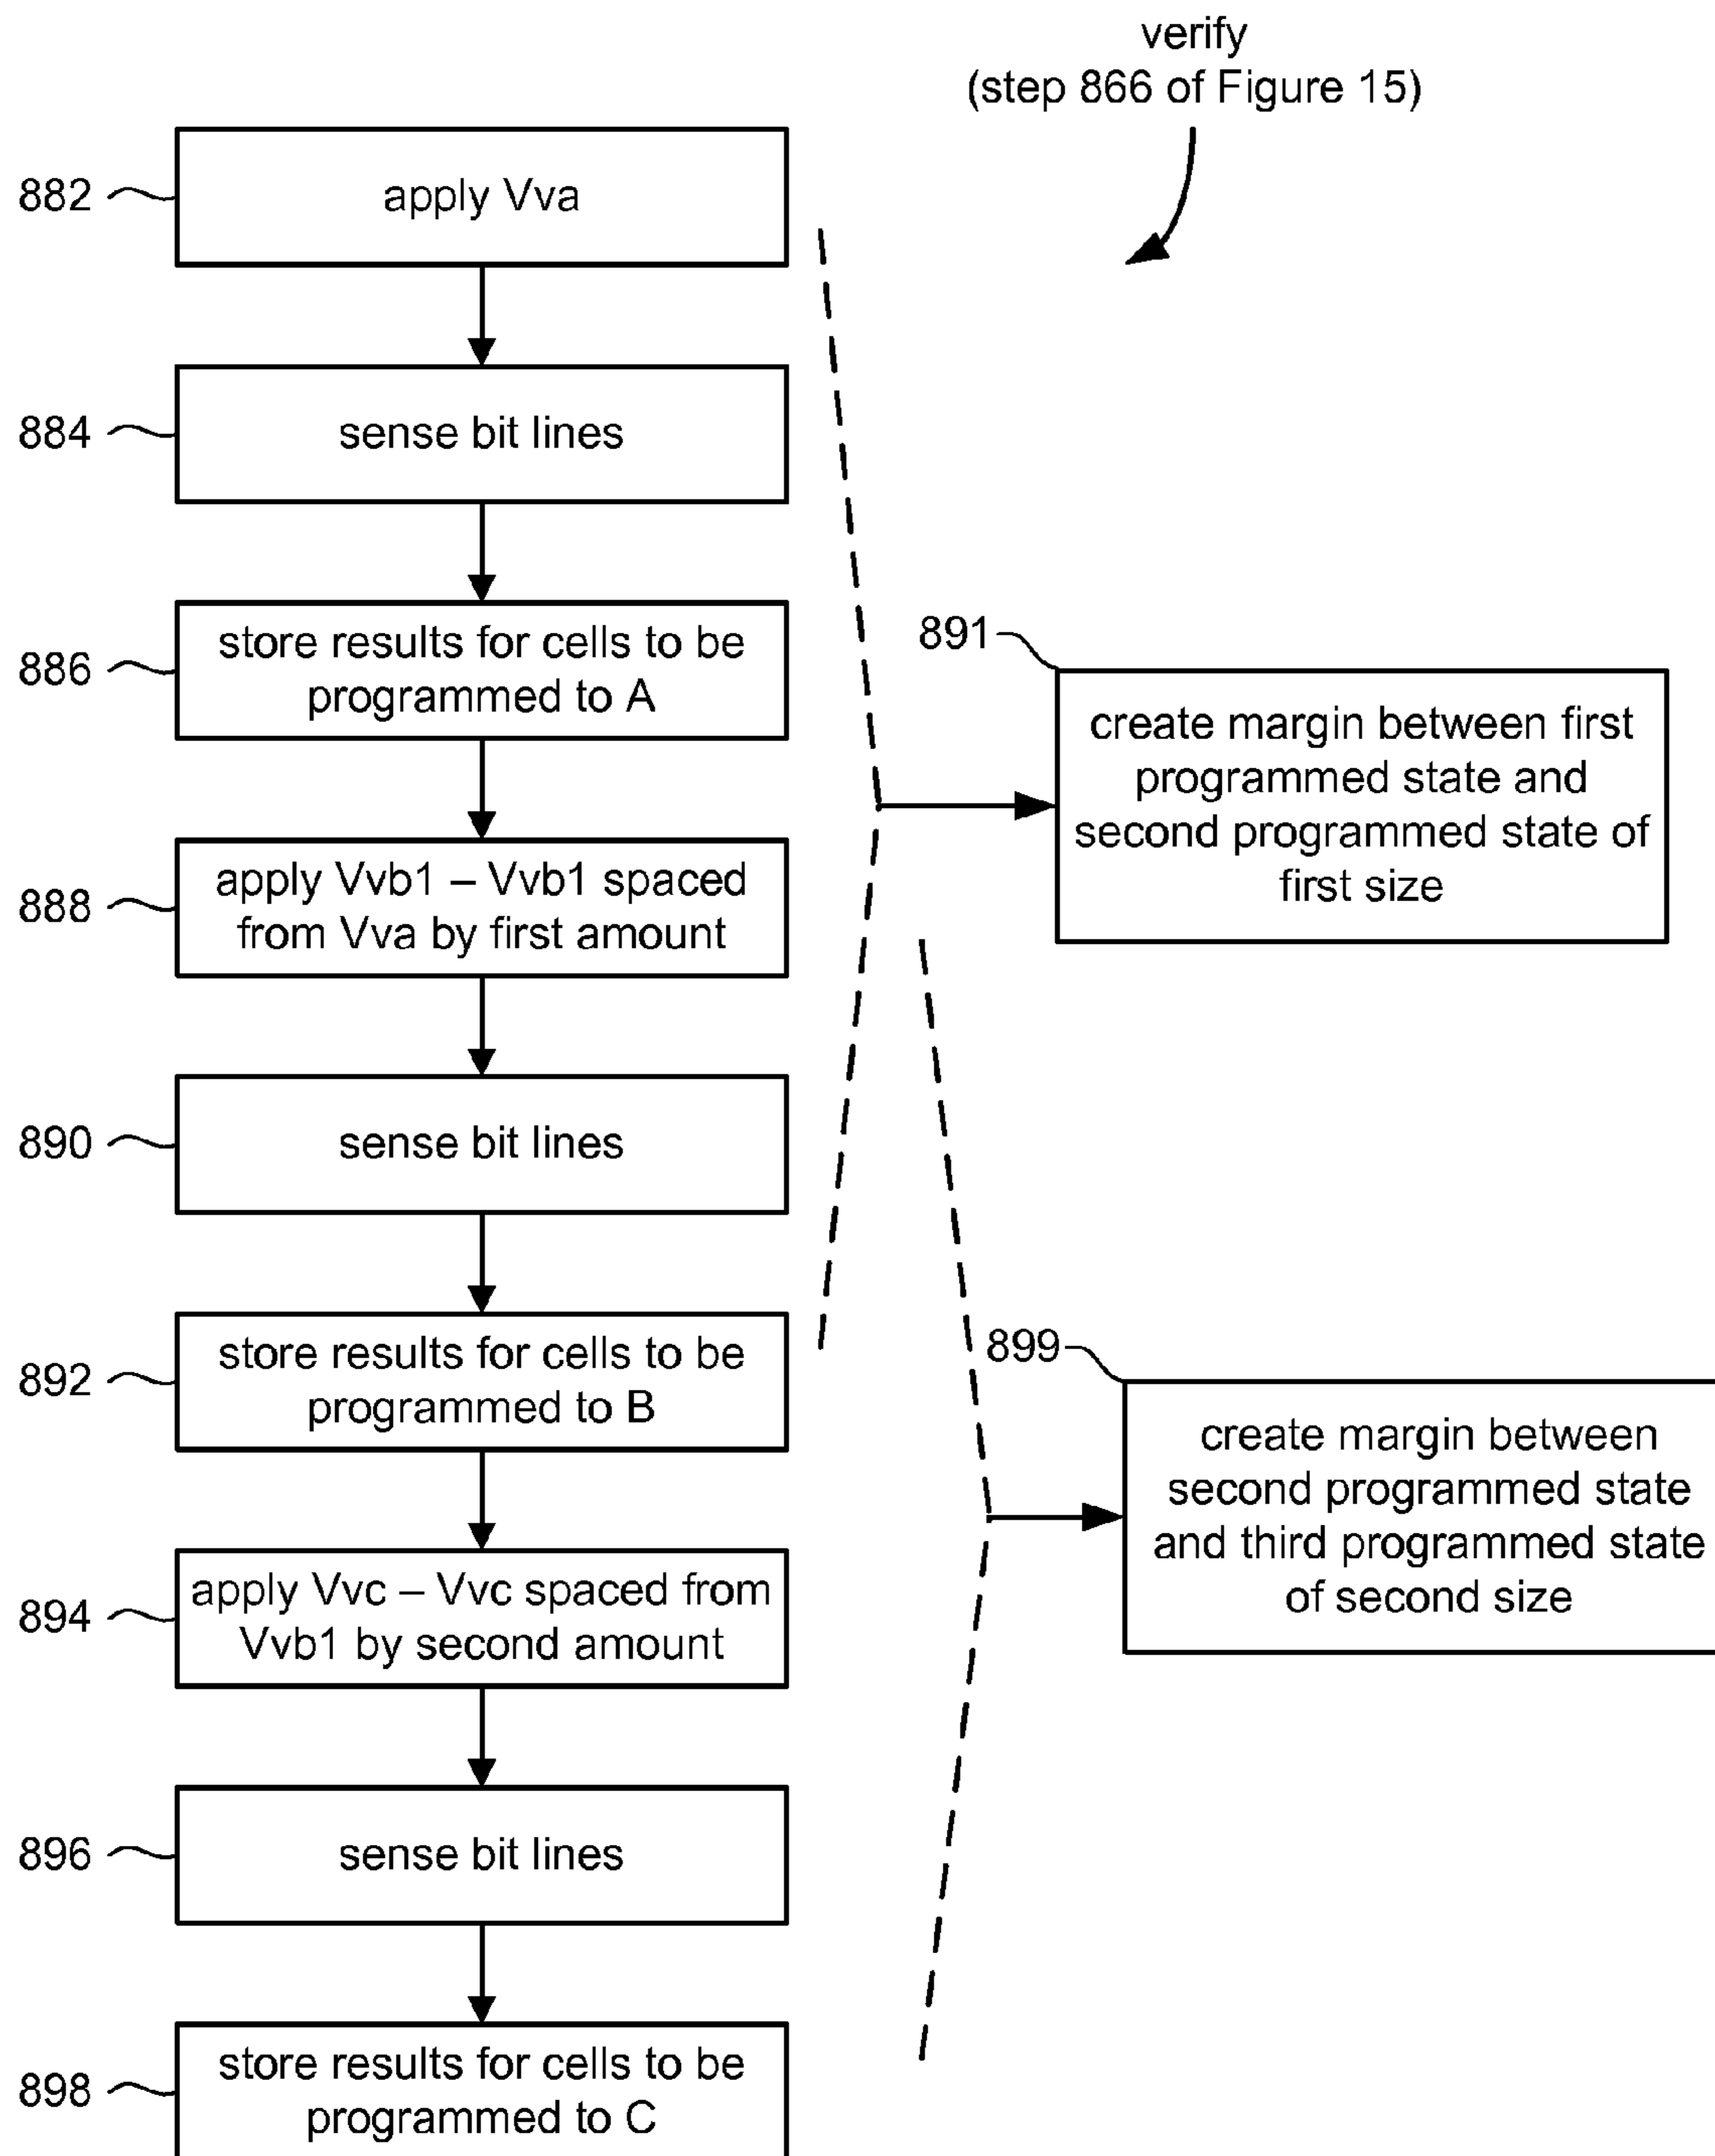 verify
(step 866 of Figure 15)
882
apply Vva
884
sense bit lines
886
store results for cells to be
programmed to A
888
apply Vvb1 – Vvb1 spaced
from Vva by first amount
891
create margin between first
programmed state and
second programmed state of
first size
890
sense bit lines
892
store results for cells to be
programmed to B
894
apply Vvc – Vvc spaced from
Vvb1 by second amount
899
create margin between
second programmed state
and third programmed state
of second size
896
sense bit lines
898
store results for cells to be
programmed to C